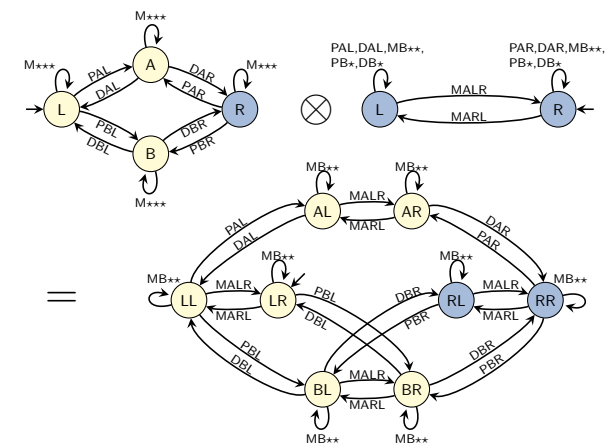 M⋆⋆⋆
M⋆⋆⋆ A M⋆⋆⋆
PAL DAL DAR PAR
L R
PBL DBL DBR PBR
B
M⋆⋆⋆
⊗
PAL,DAL,MB⋆⋆,
PB⋆,DB⋆
PAR,DAR,MB⋆⋆,
PB⋆,DB⋆
L MALR R
MARL
=
MB⋆⋆ MB⋆⋆
AL MALR AR
MARL
PAL DAL DAR PAR
MB⋆⋆ MB⋆⋆ MB⋆⋆ MB⋆⋆
LL MALR LR RL MALR RR
MARL MARL
PBL DBL DBR PBR
PBL DBL DBR PBR
BL MALR BR
MARL
MB⋆⋆ MB⋆⋆